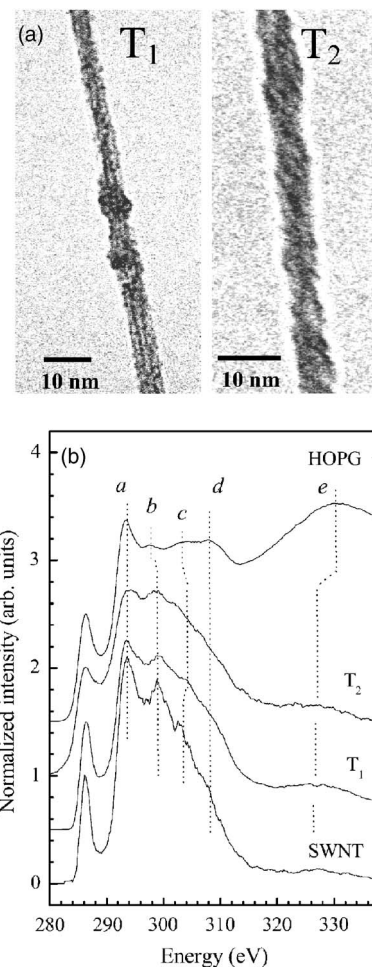 (a)
T1
T2
10 nm
10 nm
(b)
HOPG
a
b
c
d
e
T2
T1
SWNT
4
3
2
1
0
280 290 300 310 320 330
Normalized intensity (arb. units)
Energy (eV)